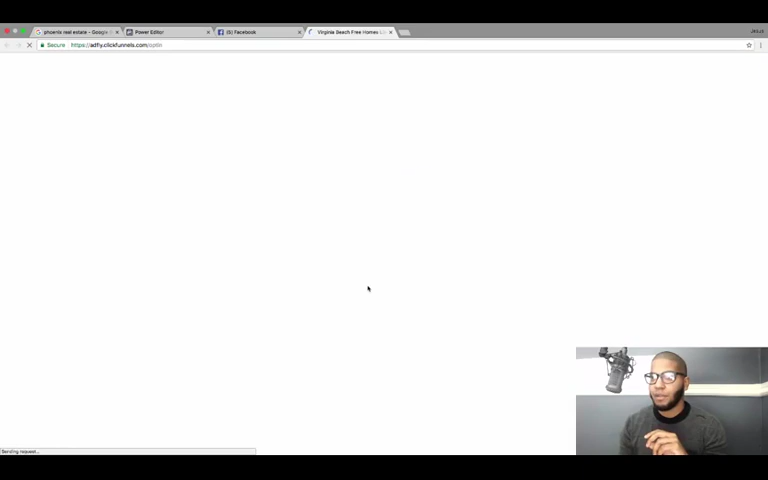 phoenix real estate - Google
Power Editor
(5) Facebook
Virginia Beach Free Homes Li
Secure
https://adfly.clickfunnels.com/optin
Sending request...